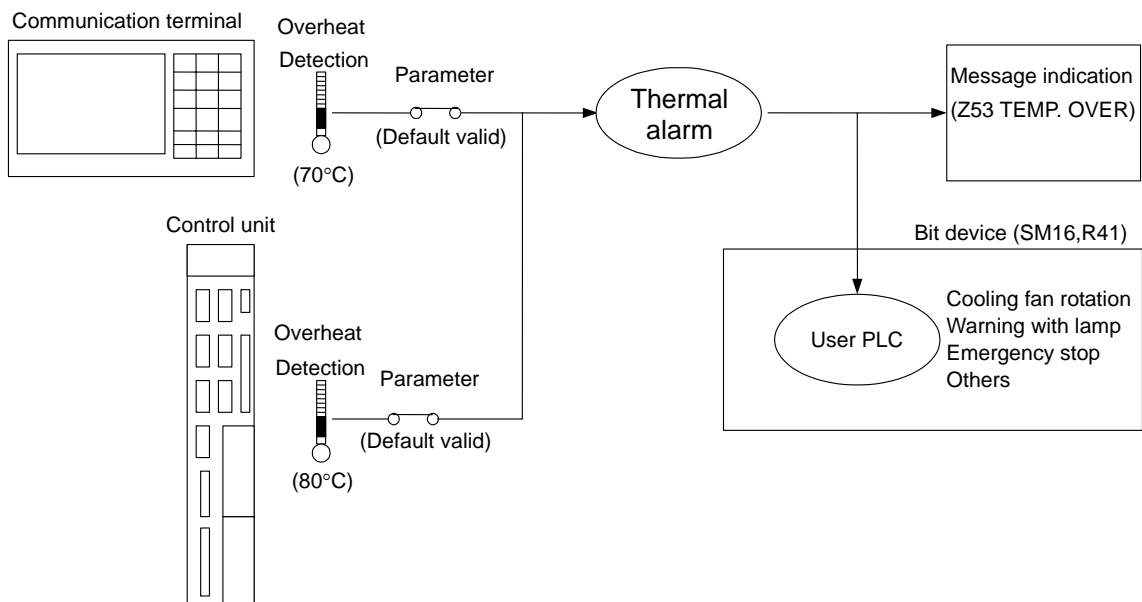 Communication terminal
Overheat
Detection
Parameter
(Default valid)
(70°C)
Thermal
alarm
Message indication
(Z53 TEMP. OVER)
Control unit
Overheat
Detection
Parameter
(Default valid)
(80°C)
Bit device (SM16,R41)
User PLC
Cooling fan rotation
Warning with lamp
Emergency stop
Others